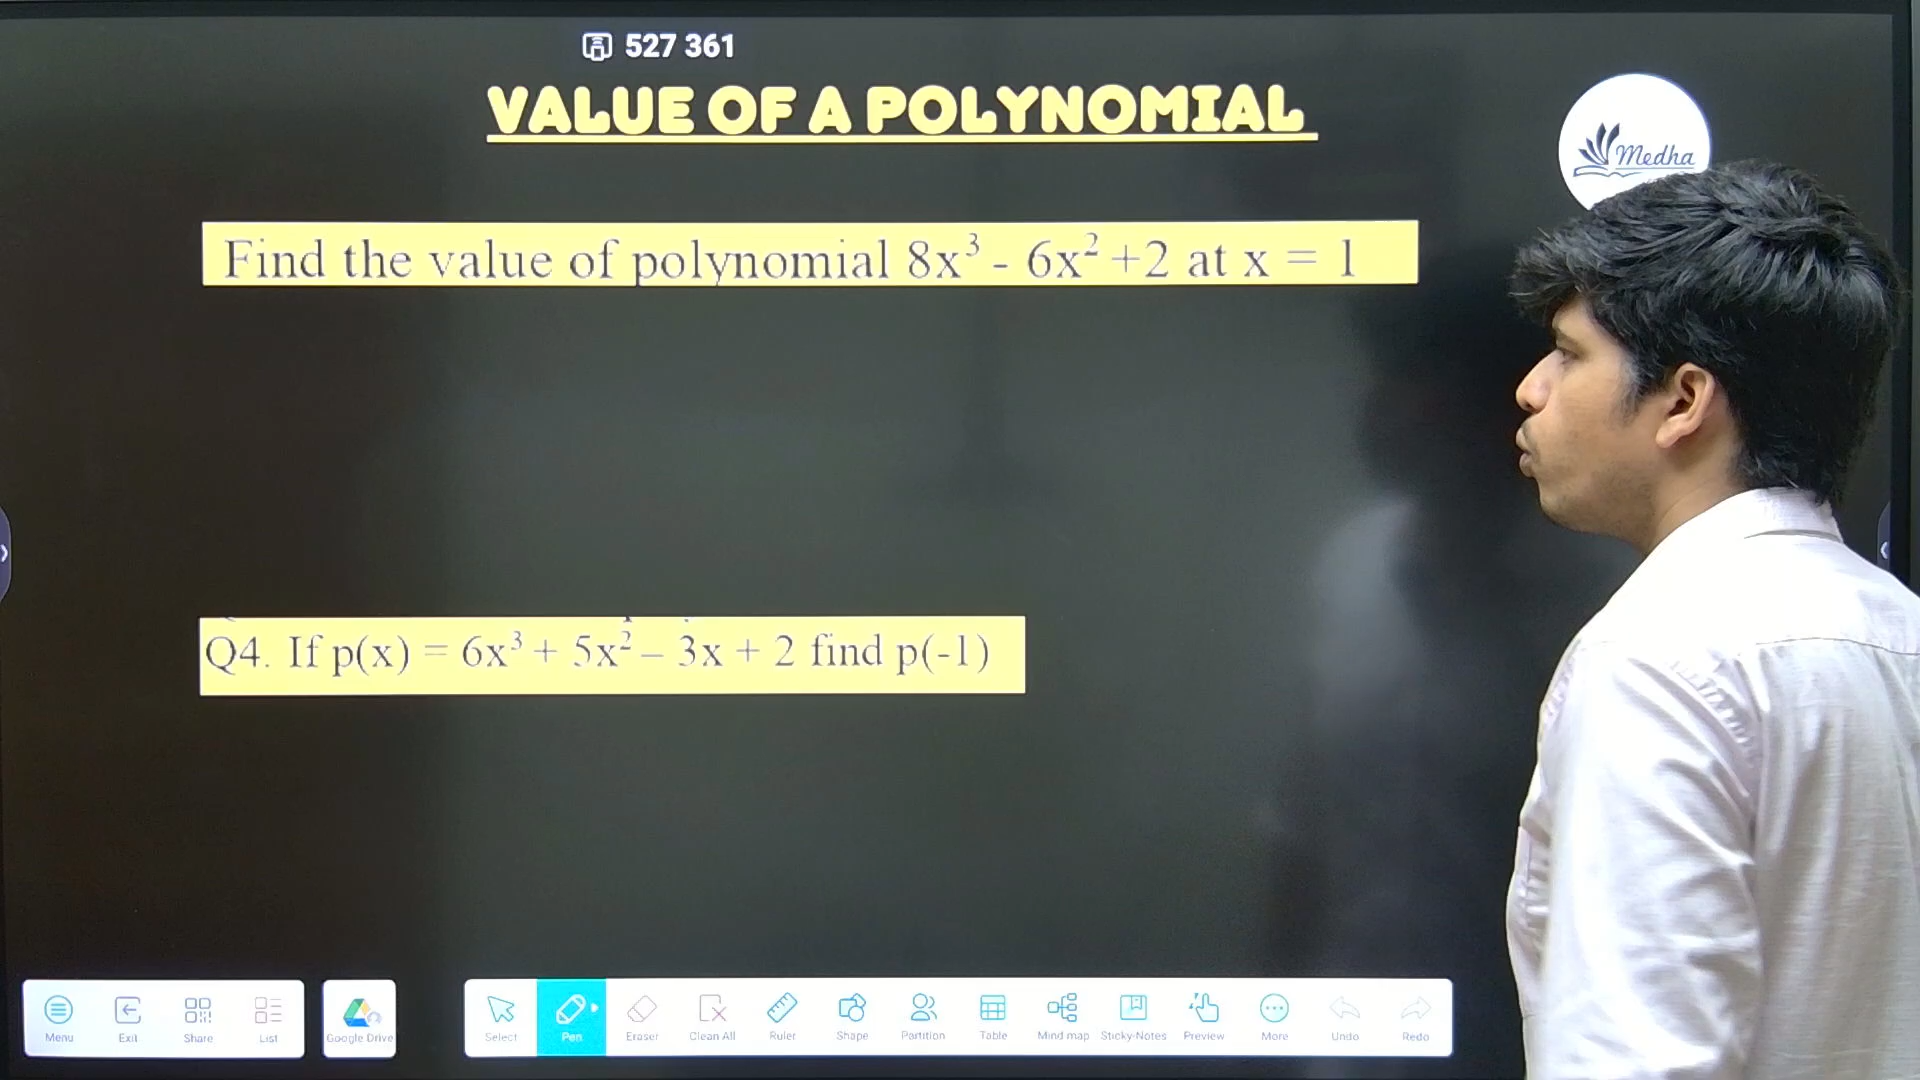 527 361
VALUE OF A POLYNOMIAL
Medha
Find the value of polynomial 8x³ - 6x² +2 at x = 1
Q4. If p(x) = 6x³ + 5x² – 3x + 2 find p(-1)
Menu Exit Share List Google Drive Select Pen Eraser Clean All Ruler Shape Partition Table Mind map Sticky-Notes Preview More Undo Redo